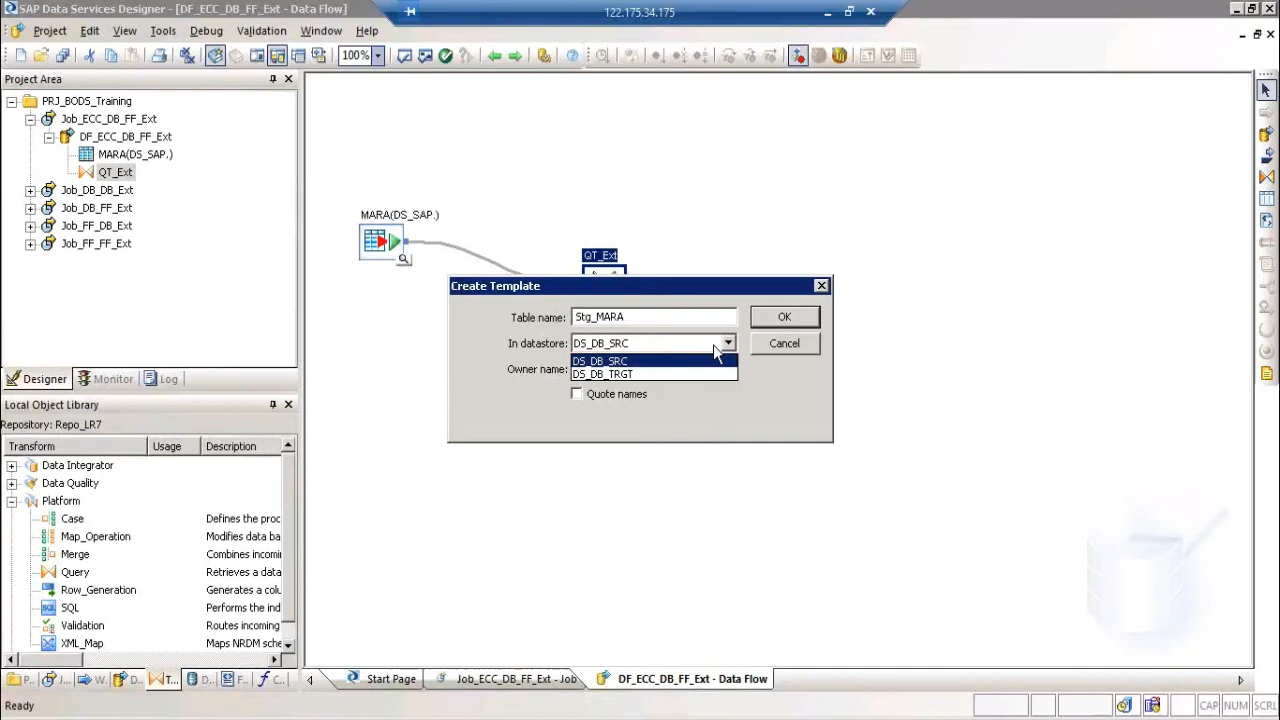 SAP Data Services Designer - [DF_ECC_DB_FF_Ext - Data Flow]
122.175.34.175
Project Edit View Tools Debug Validation Window Help
100%
Project Area
PRJ_BODS_Training
Job_ECC_DB_FF_Ext
DF_ECC_DB_FF_Ext
MARA(DS_SAP.)
QT_Ext
Job_DB_DB_Ext
Job_DB_FF_Ext
Job_FF_DB_Ext
Job_FF_FF_Ext
Designer Monitor Log
Local Object Library
Repository: Repo_LR7
Transform Usage Description
Data Integrator
Data Quality
Platform
Case Defines the proc
Map_Operation Modifies data b
Merge Combines incomi
Query Retrieves a data
Row_Generation Generates a colu
SQL Performs the ind
Validation Routes incoming
XML_Map Maps NRDM sche
P... J... W... D... T... D... F... C...
MARA(DS_SAP.)
QT_Ext
Create Template
Table name: Stg_MARA OK
In datastore: DS_DB_SRC Cancel
DS_DB_SRC
Owner name: DS_DB_TRGT
Quote names
Start Page Job_ECC_DB_FF_Ext - Job DF_ECC_DB_FF_Ext - Data Flow
Ready CAP NUM SCRL